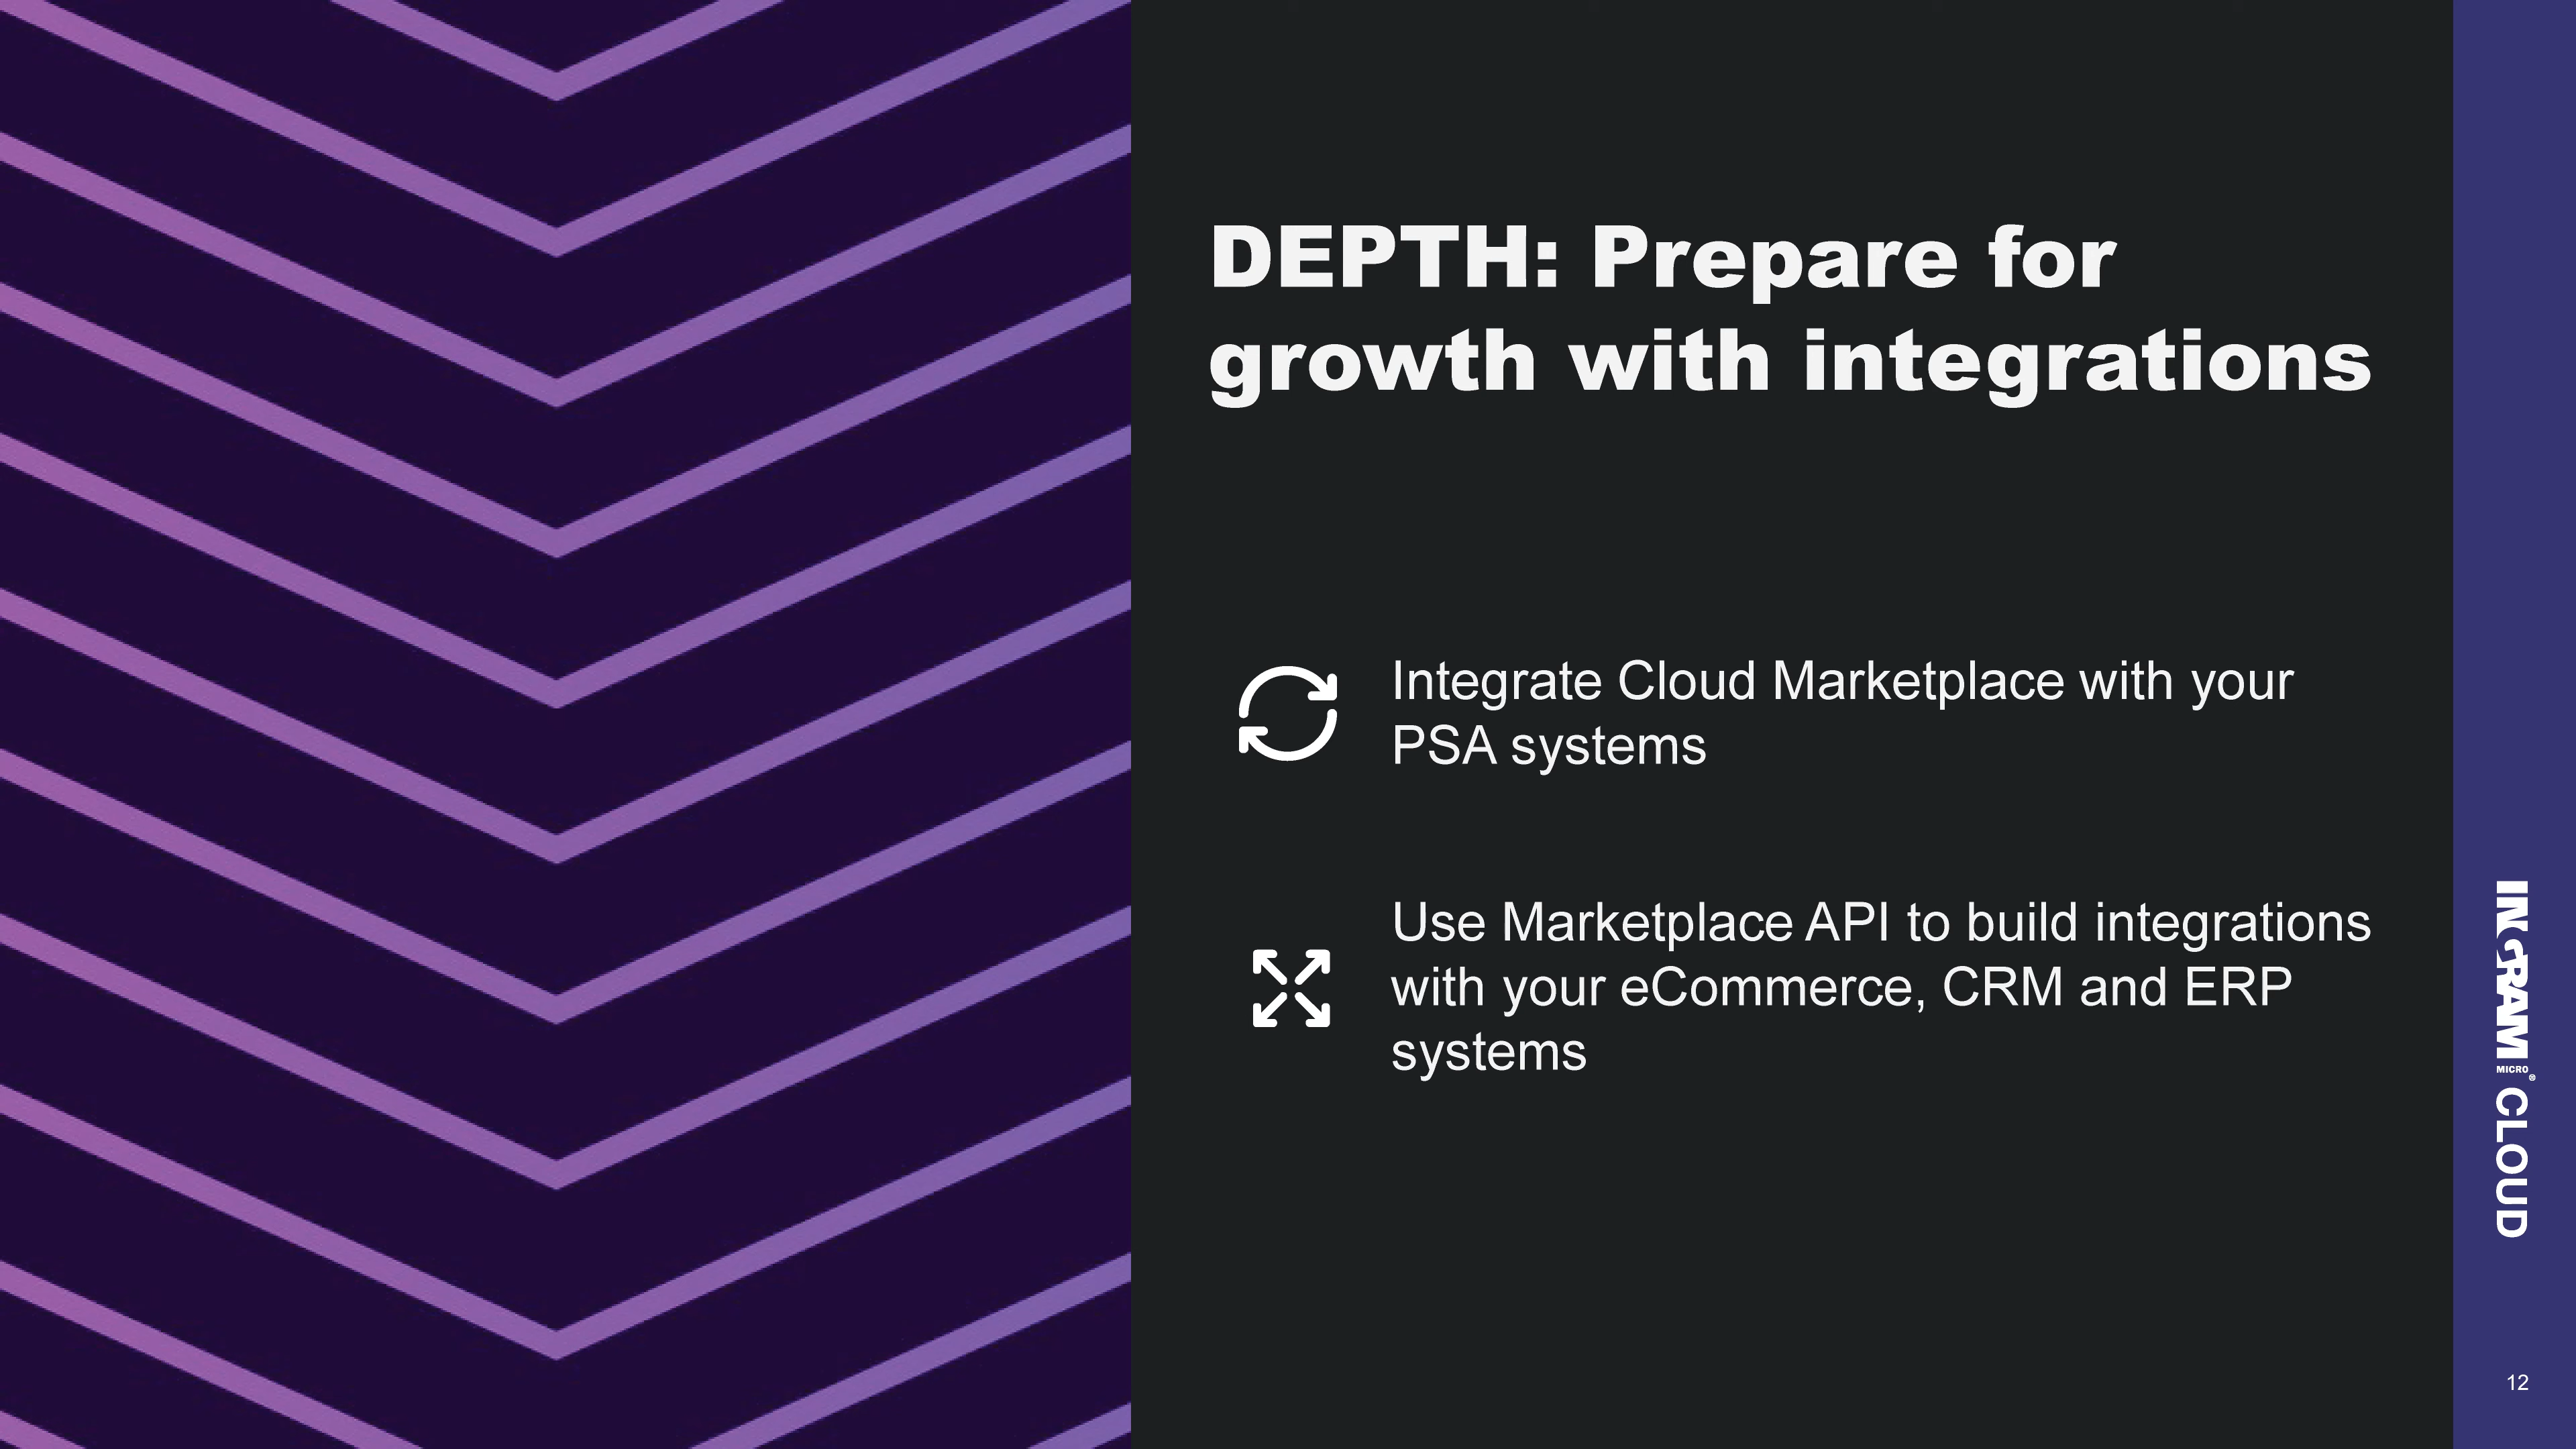 DEPTH: Prepare for
growth with integrations
Integrate Cloud Marketplace with your
PSA systems
Use Marketplace API to build integrations
with your eCommerce, CRM and ERP
systems
INGRAM MICRO® CLOUD
12